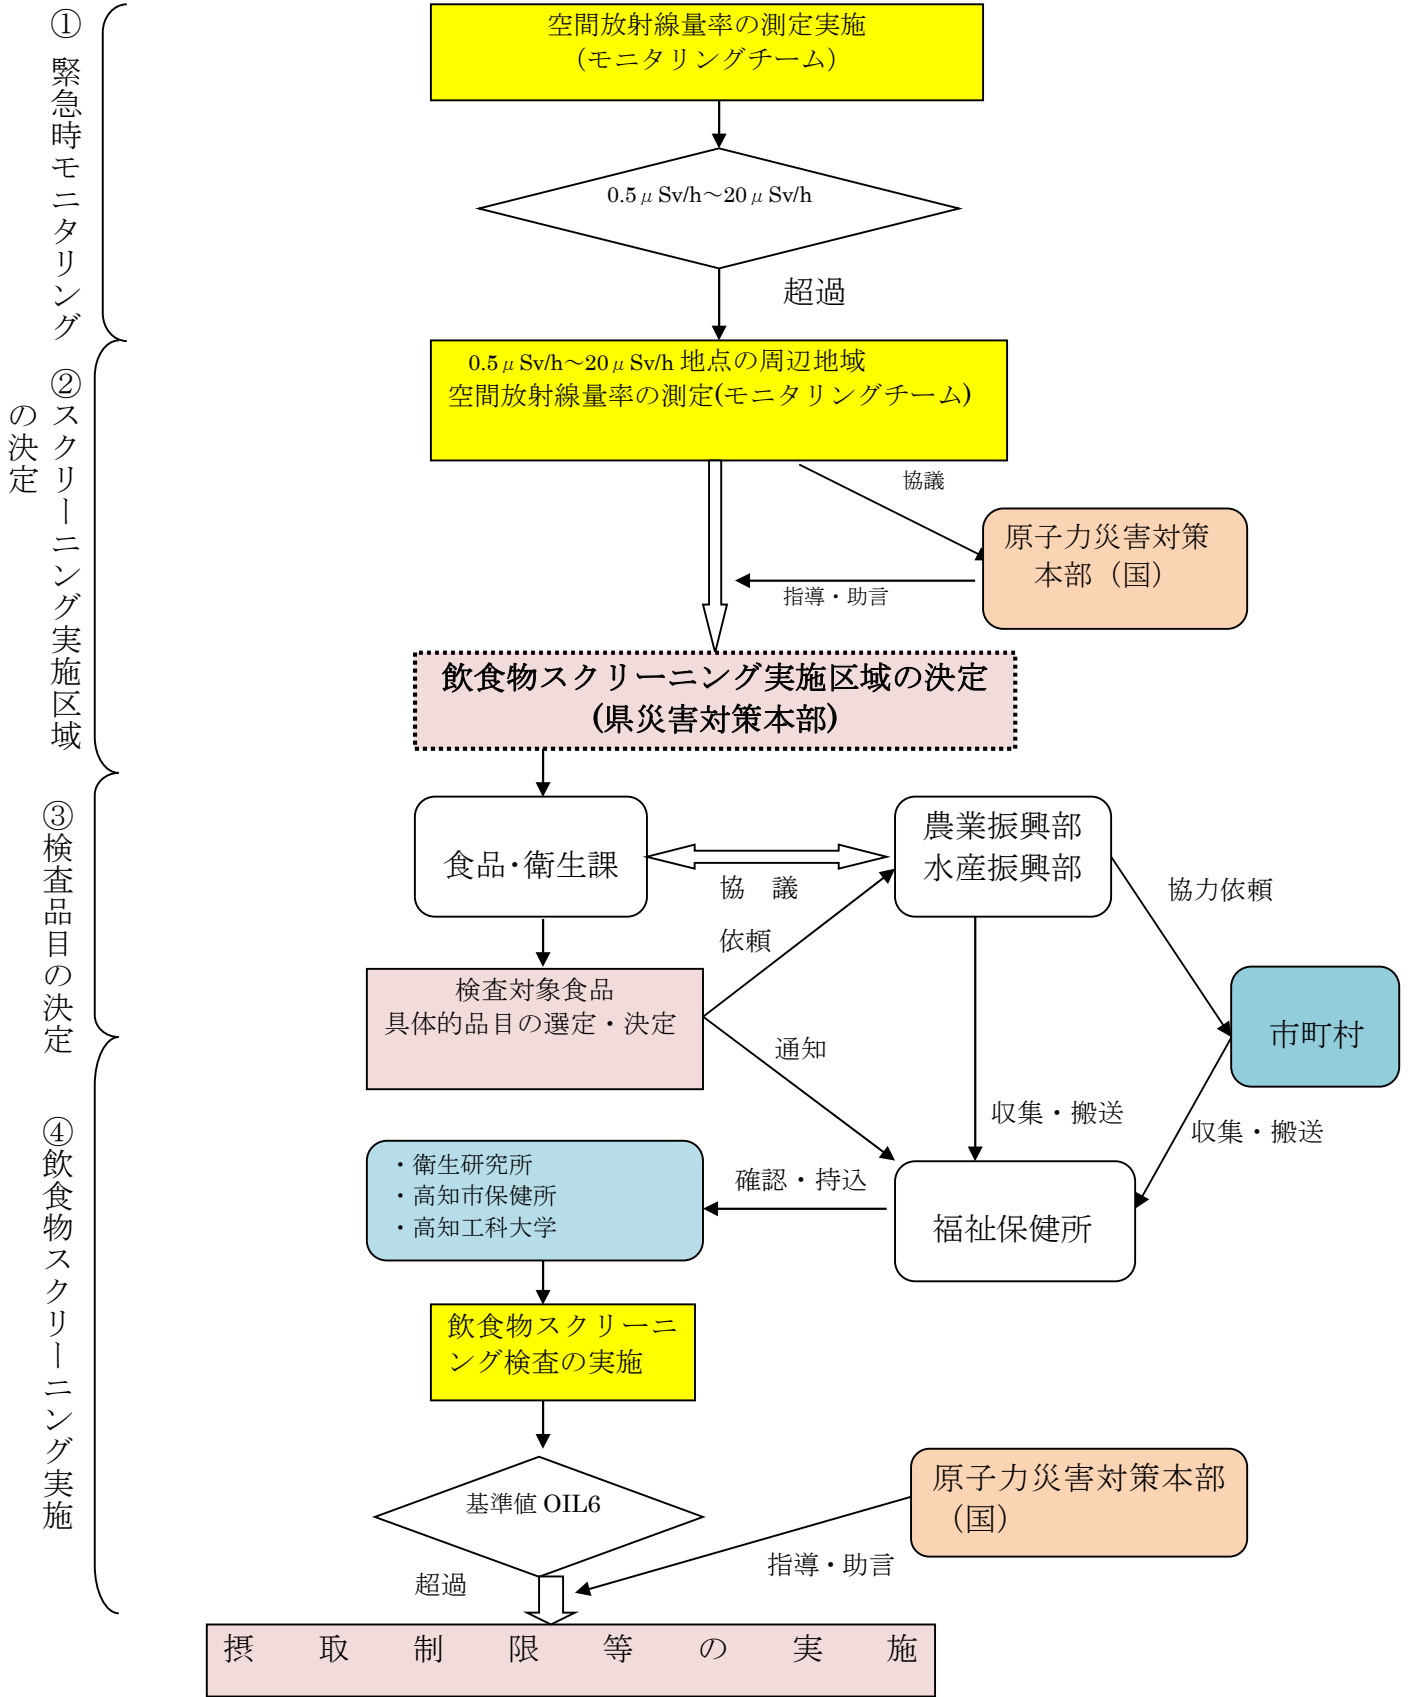 ① 緊急時モニタリング
空間放射線量率の測定実施
（モニタリングチーム）
0.5μSv/h～20μSv/h
超過
②スクリーニング実施区域
の決定
0.5μSv/h～20μSv/h 地点の周辺地域
空間放射線量率の測定(モニタリングチーム)
協議
原子力災害対策
本部（国）
指導・助言
飲食物スクリーニング実施区域の決定
(県災害対策本部)
③検査品目の決定
食品・衛生課
協　議
農業振興部
水産振興部
協力依頼
依頼
検査対象食品
具体的品目の選定・決定
通知
市町村
収集・搬送
収集・搬送
④飲食物スクリーニング実施
・衛生研究所
・高知市保健所
・高知工科大学
確認・持込
福祉保健所
飲食物スクリーニ
ング検査の実施
基準値 OIL6
原子力災害対策本部
（国）
指導・助言
超過
摂　取　制　限　等　の　実　施